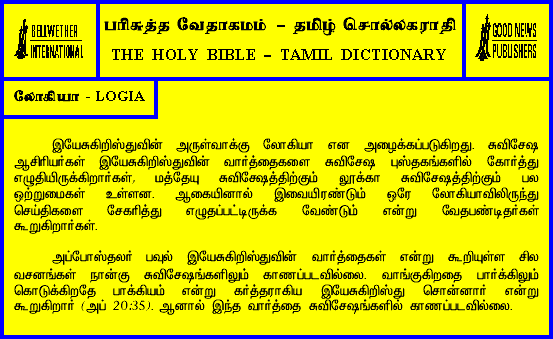 BELLWETHER
INTERNATIONAL
பரிசுத்த வேதாகமம் – தமிழ் சொல்லகராதி
THE HOLY BIBLE – TAMIL DICTIONARY
GOOD NEWS
PUBLISHERS
லோகியா - LOGIA
இயேசுகிறிஸ்துவின் அருள்வாக்கு லோகியா என அழைக்கப்படுகிறது. சுவிசேஷ
ஆசிரியர்கள் இயேசுகிறிஸ்துவின் வார்த்தைகளை சுவிசேஷ புஸ்தகங்களில் கோர்த்து
எழுதியிருக்கிறார்கள், மத்தேயு சுவிசேஷத்திற்கும் லூக்கா சுவிசேஷத்திற்கும் பல
ஒற்றுமைகள் உள்ளன. ஆகையினால் இவையிரண்டும் ஒரே லோகியாவிலிருந்து
செய்திகளை சேகரித்து எழுதப்பட்டிருக்க வேண்டும் என்று வேதபண்டிதர்கள்
கூறுகிறார்கள்.
அப்போஸ்தலர் பவுல் இயேசுகிறிஸ்துவின் வார்த்தைகள் என்று கூறியுள்ள சில
வசனங்கள் நான்கு சுவிசேஷங்களிலும் காணப்படவில்லை. வாங்குகிறதை பார்க்கிலும்
கொடுக்கிறதே பாக்கியம் என்று கர்த்தராகிய இயேசுகிறிஸ்து சொன்னார் என்று
கூறுகிறார் (அப் 20:35). ஆனால் இந்த வார்த்தை சுவிசேஷங்களில் காணப்படவில்லை.